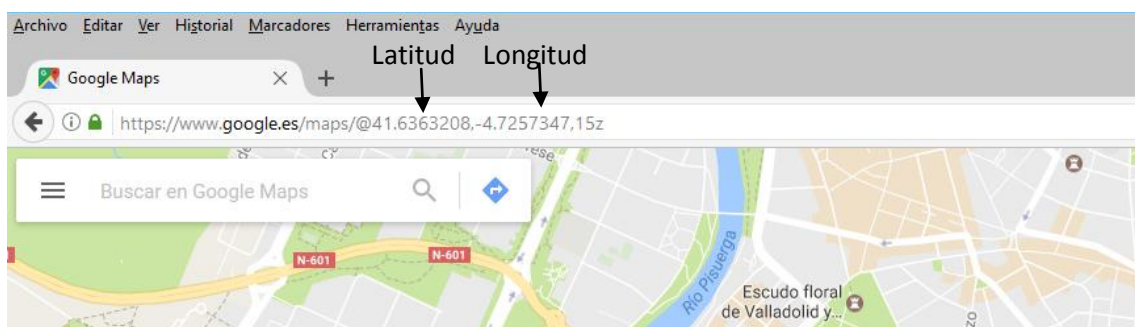 Archivo Editar Ver Historial Marcadores Herramientas Ayuda
Latitud Longitud
Google Maps
https://www.google.es/maps/@41.6363208,-4.7257347,15z
Buscar en Google Maps
N-601
N-601
Río Pisuerga
Escudo floral
de Valladolid y...